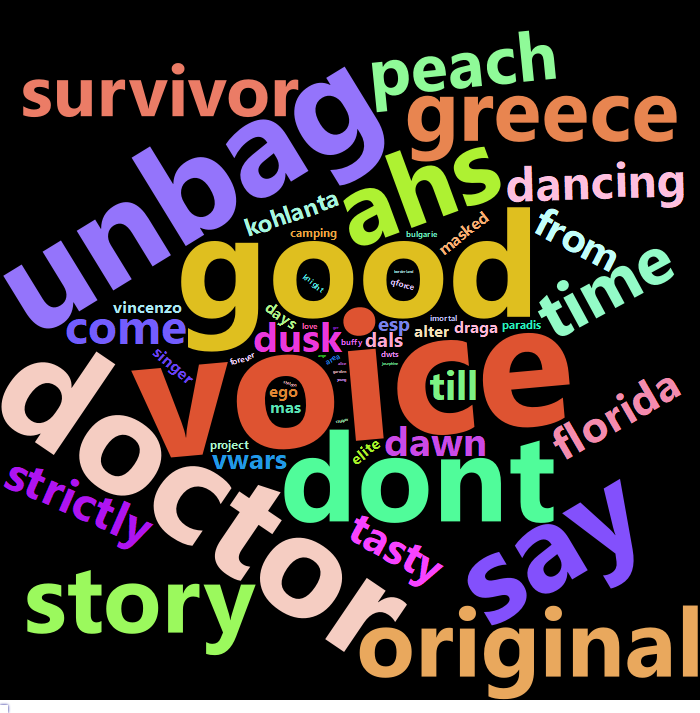 survivor
peach
greece
unbag
ahs
dancing
kohlanta
camping
bulgarie
masked
from
good
time
knight
borderland
qforce
vincenzo
come
days
love
dusk
buffy
esp
dals
imortal
alter
draga
paradis
singer
forever
area
dwts
voice
ego
mas
till
florida
doctor
project
vwars
elite
dawn
dont
strictly
tasty
say
story
original